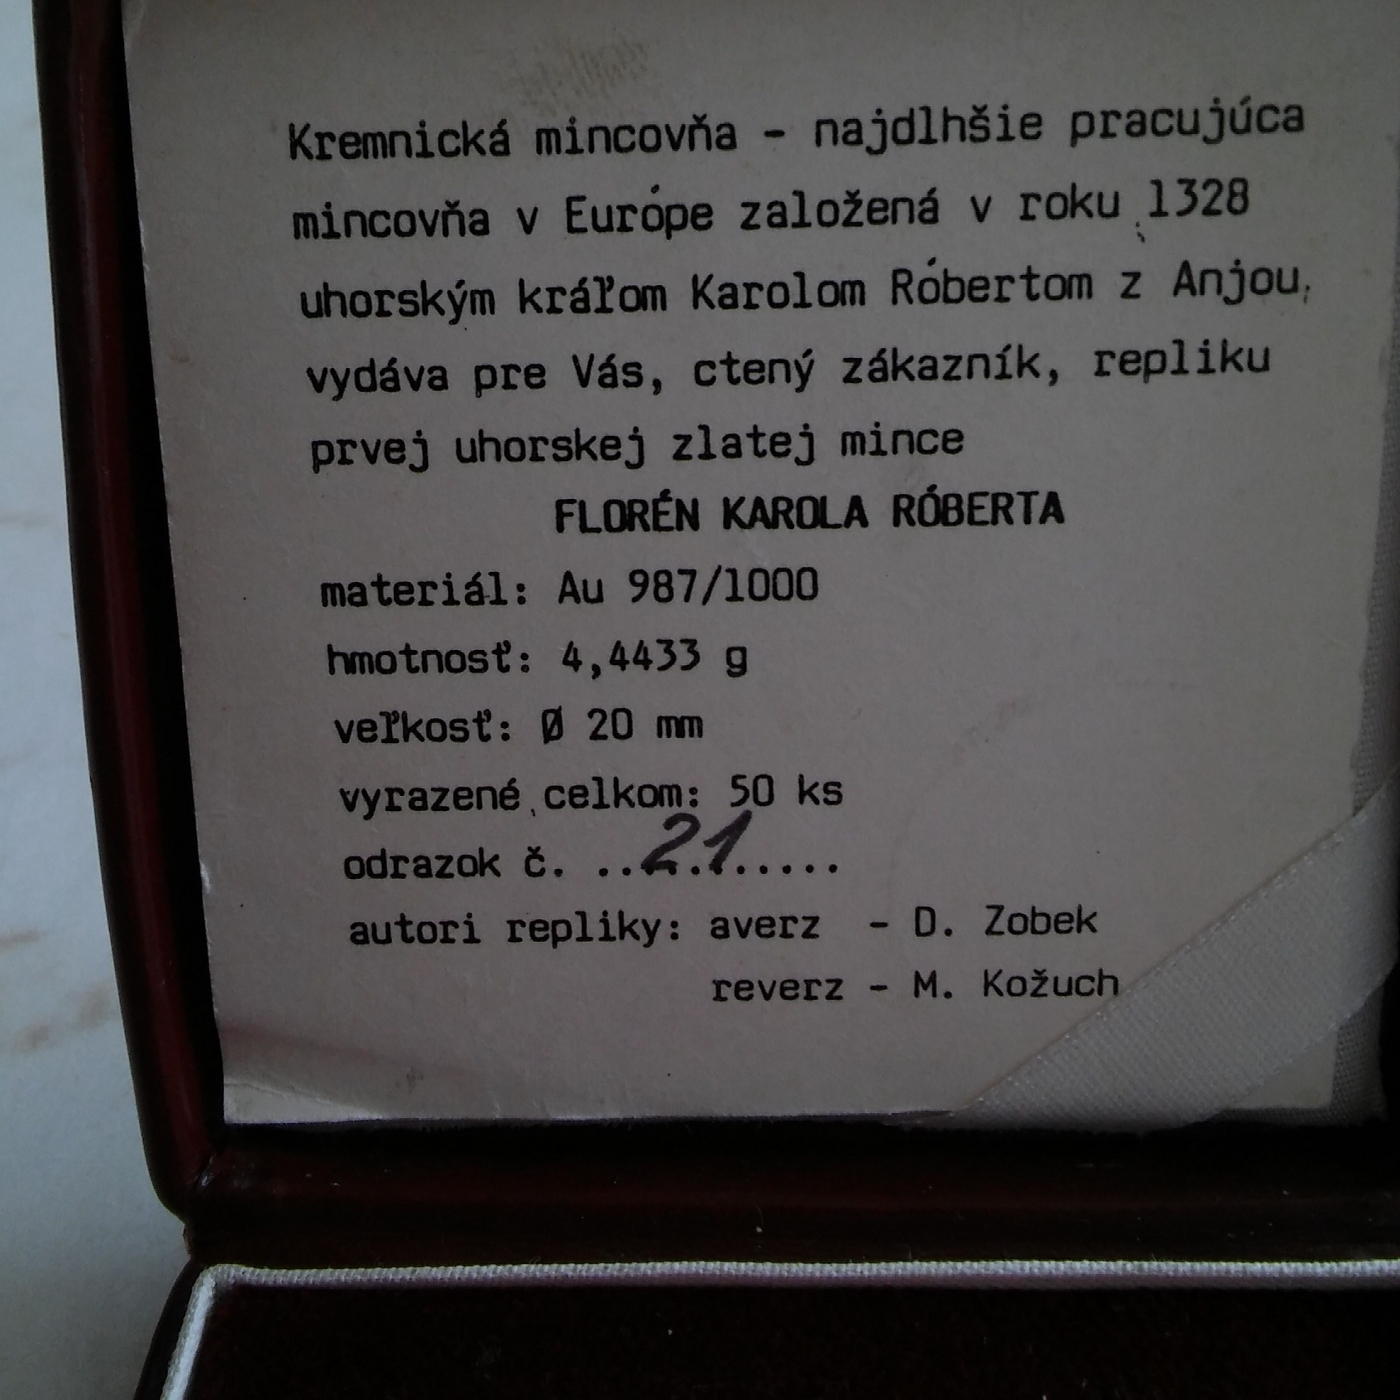 Kremnická mincovňa - najdlhšie pracujúca
mincovňa v Európe založená v roku 1328
uhorským kráľom Karolom Róbertom z Anjou,
vydáva pre Vás, ctený zákazník, repliku
prvej uhorskej zlatej mince
FLORÉN KAROLA RÓBERTA
materiál: Au 987/1000
hmotnosť: 4,4433 g
veľkosť: Ø 20 mm
vyrazené celkom: 50 ks
odrazok č. ..21.....
autori repliky: averz - D. Zobek
reverz - M. Kožuch